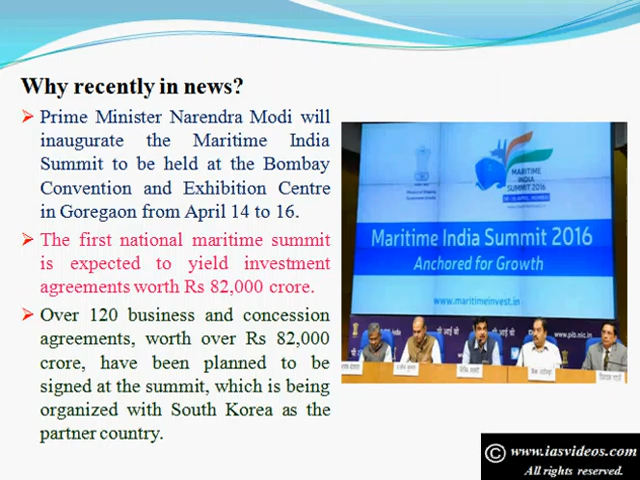 Why recently in news?
Prime Minister Narendra Modi will
inaugurate the Maritime India
Summit to be held at the Bombay
Convention and Exhibition Centre
in Goregaon from April 14 to 16.
The first national maritime summit
is expected to yield investment
agreements worth Rs 82,000 crore.
Over 120 business and concession
agreements, worth over Rs 82,000
crore, have been planned to be
signed at the summit, which is being
organized with South Korea as the
partner country.
MARITIME
INDIA
SUMMIT 2016
Maritime India Summit 2016
Anchored for Growth
www.maritimeinvest.in
www.pib.nic.in
© www.iasvideos.com
All rights reserved.